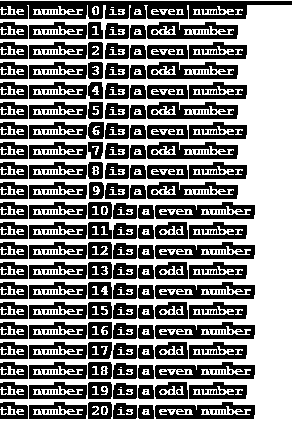 the number 0 is a even number
the number 1 is a odd number
the number 2 is a even number
the number 3 is a odd number
the number 4 is a even number
the number 5 is a odd number
the number 6 is a even number
the number 7 is a odd number
the number 8 is a even number
the number 9 is a odd number
the number 10 is a even number
the number 11 is a odd number
the number 12 is a even number
the number 13 is a odd number
the number 14 is a even number
the number 15 is a odd number
the number 16 is a even number
the number 17 is a odd number
the number 18 is a even number
the number 19 is a odd number
the number 20 is a even number